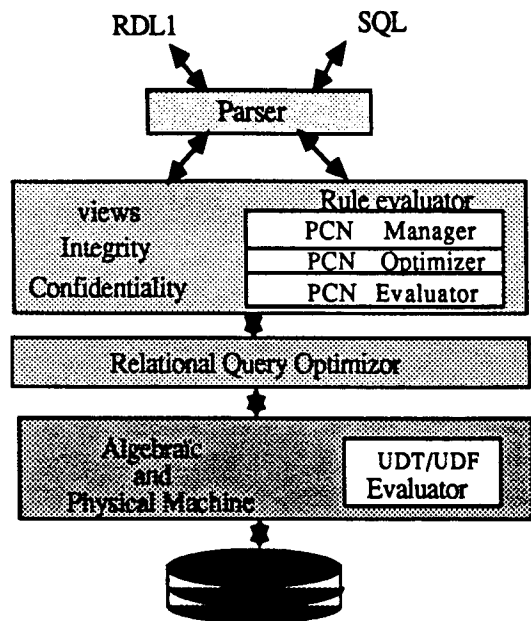 RDL1 SQL
Parser
Rule evaluator
views
Integrity
Confidentiality
PCN Manager
PCN Optimizer
PCN Evaluator
Relational Query Optimizor
Algebraïc
and
Physical Machine
UDT/UDF
Evaluator